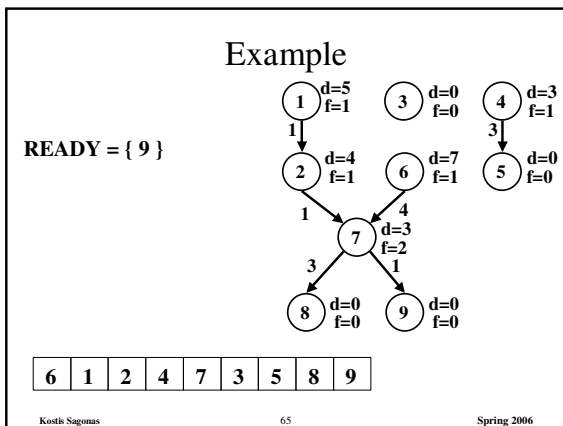 Example
1 d=5 f=1
3 d=0 f=0
4 d=3 f=1
1
3
READY = { 9 }
2 d=4 f=1
6 d=7 f=1
5 d=0 f=0
1
4
7 d=3 f=2
3
1
8 d=0 f=0
9 d=0 f=0
6 1 2 4 7 3 5 8 9
Kostis Sagonas 65 Spring 2006